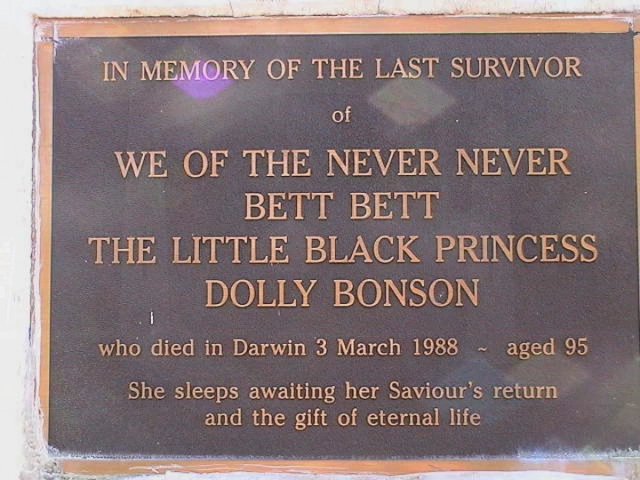 IN MEMORY OF THE LAST SURVIVOR
of
WE OF THE NEVER NEVER
BETT BETT
THE LITTLE BLACK PRINCESS
DOLLY BONSON
who died in Darwin 3 March 1988 ~ aged 95
She sleeps awaiting her Saviour's return
and the gift of eternal life